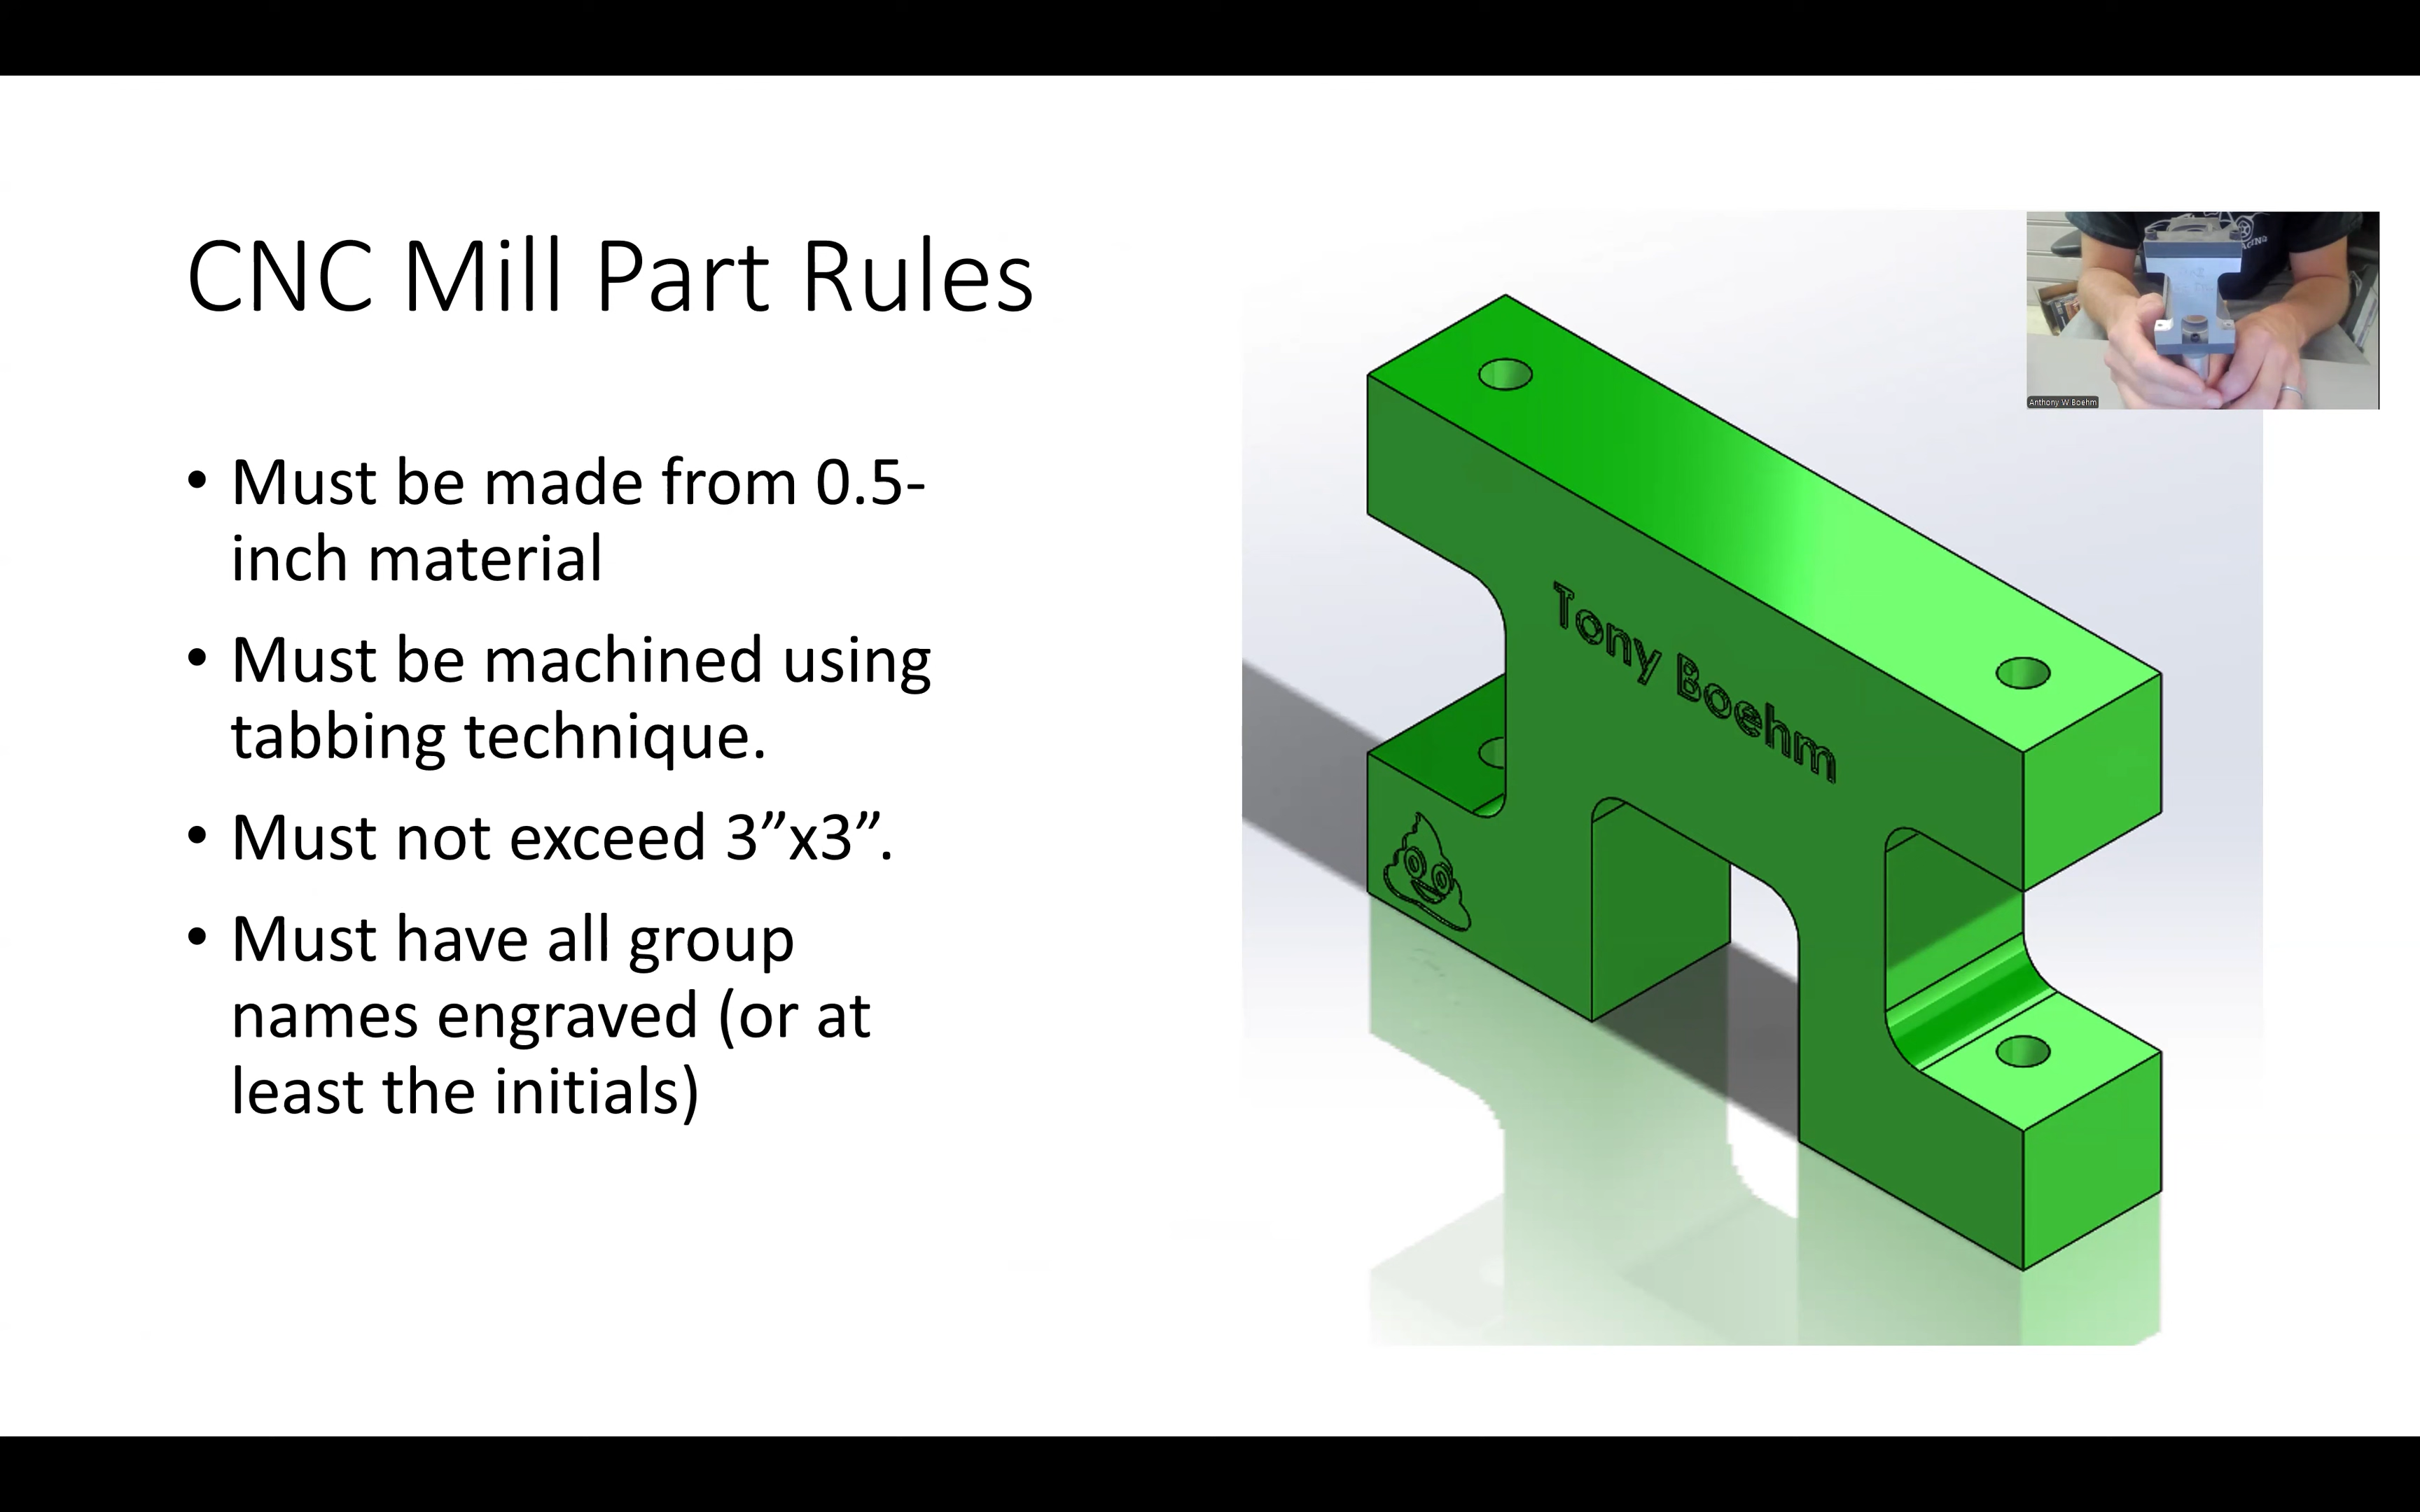 CNC Mill Part Rules
• Must be made from 0.5-
inch material
• Must be machined using
tabbing technique.
• Must not exceed 3”x3”.
• Must have all group
names engraved (or at
least the initials)
Tony Boehm
Anthony W Boehm